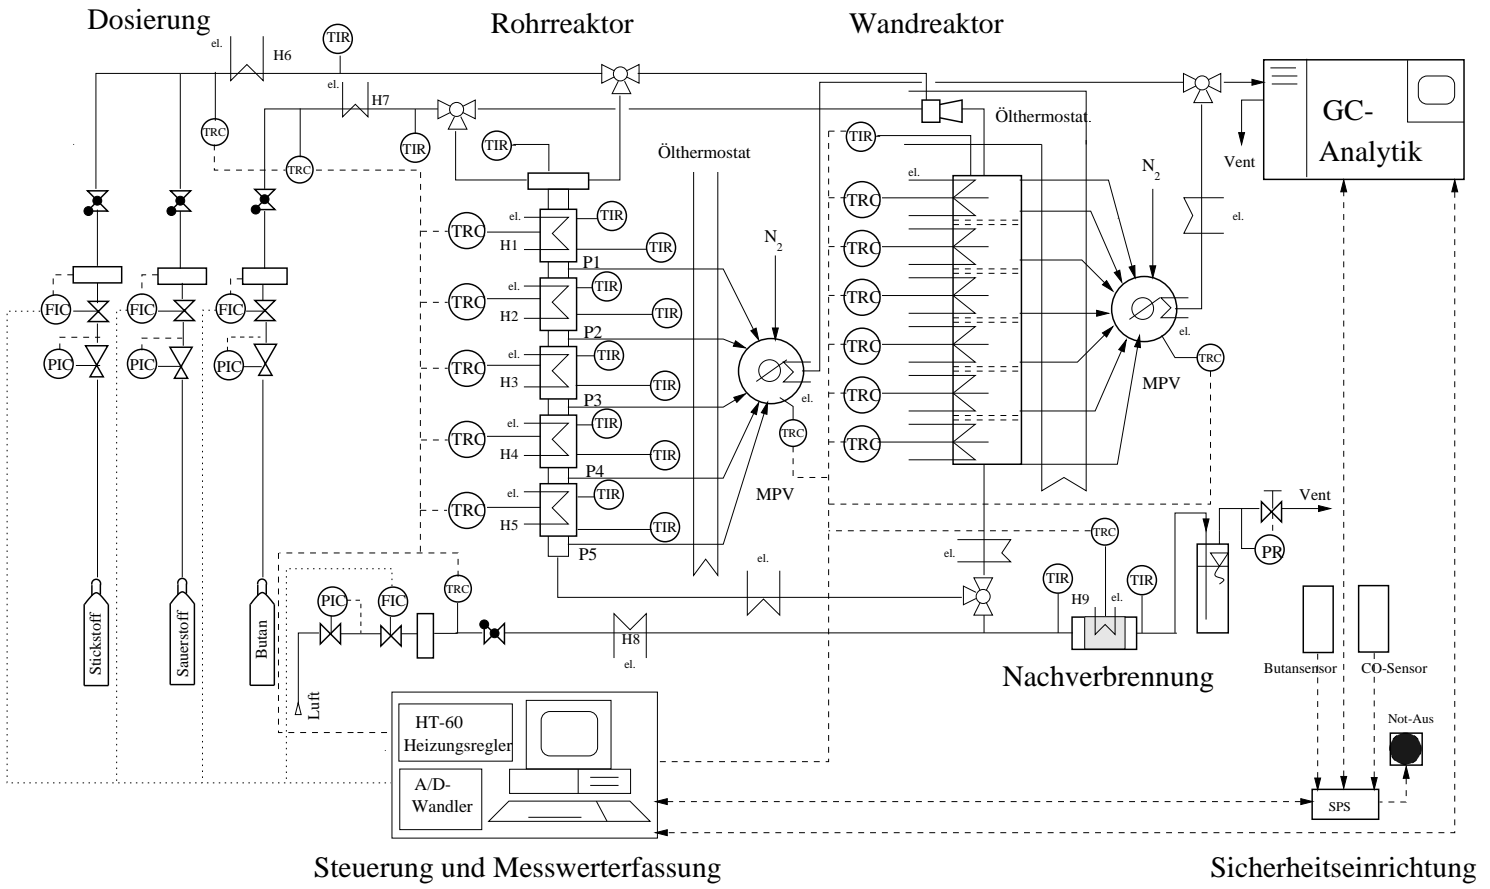 Dosierung
Rohrreaktor
Wandreaktor
el.
H6
TIR
el.
H7
TRC
TRC
TIR
TIR
Ölthermostat
Ölthermostat.
TIR
el.
GC-
Analytik
Vent
N2
el.
TRC
el.
H1
TIR
TIR
P1
TRC
el.
H2
TIR
TIR
P2
TRC
el.
H3
TIR
TIR
P3
TRC
el.
H4
TIR
TIR
P4
TRC
el.
H5
TIR
TIR
P5
N2
el.
TRC
MPV
TRC
TRC
TRC
TRC
TRC
TRC
el.
TRC
MPV
FIC
FIC
FIC
PIC
PIC
PIC
Stickstoff
Sauerstoff
Butan
Luft
PIC
FIC
TRC
H8
el.
el.
el.
TRC
TIR
H9
el.
TIR
Vent
PR
Nachverbrennung
Butansensor
CO-Sensor
Not-Aus
SPS
HT-60
Heizungsregler
A/D-
Wandler
Steuerung und Messwerterfassung
Sicherheitseinrichtung